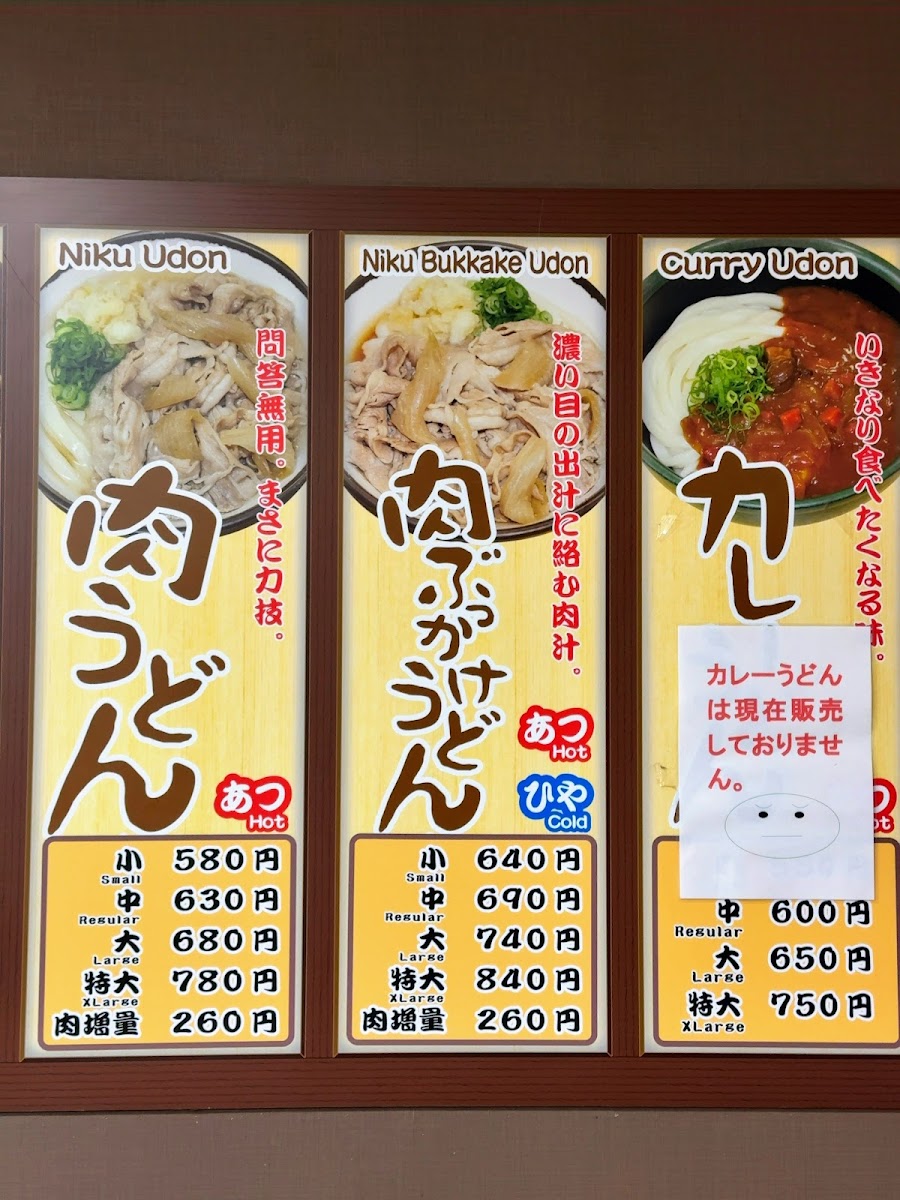 Niku Udon
問答無用。まさに力技。
肉うどん
あつ
Hot
小 580円
Small
中 630円
Regular
大 680円
Large
特大 780円
XLarge
肉増量 260円
Niku Bukkake Udon
濃い目の出汁に絡む肉汁。
肉ぶっかけうどん
あつ
Hot
ひや
Cold
小 640円
Small
中 690円
Regular
大 740円
Large
特大 840円
XLarge
肉増量 260円
Curry Udon
いきなり食べたくなる味。
カレ
カレーうどん
は現在販売
しておりませ
ん。
中 600円
Regular
大 650円
Large
特大 750円
XLarge